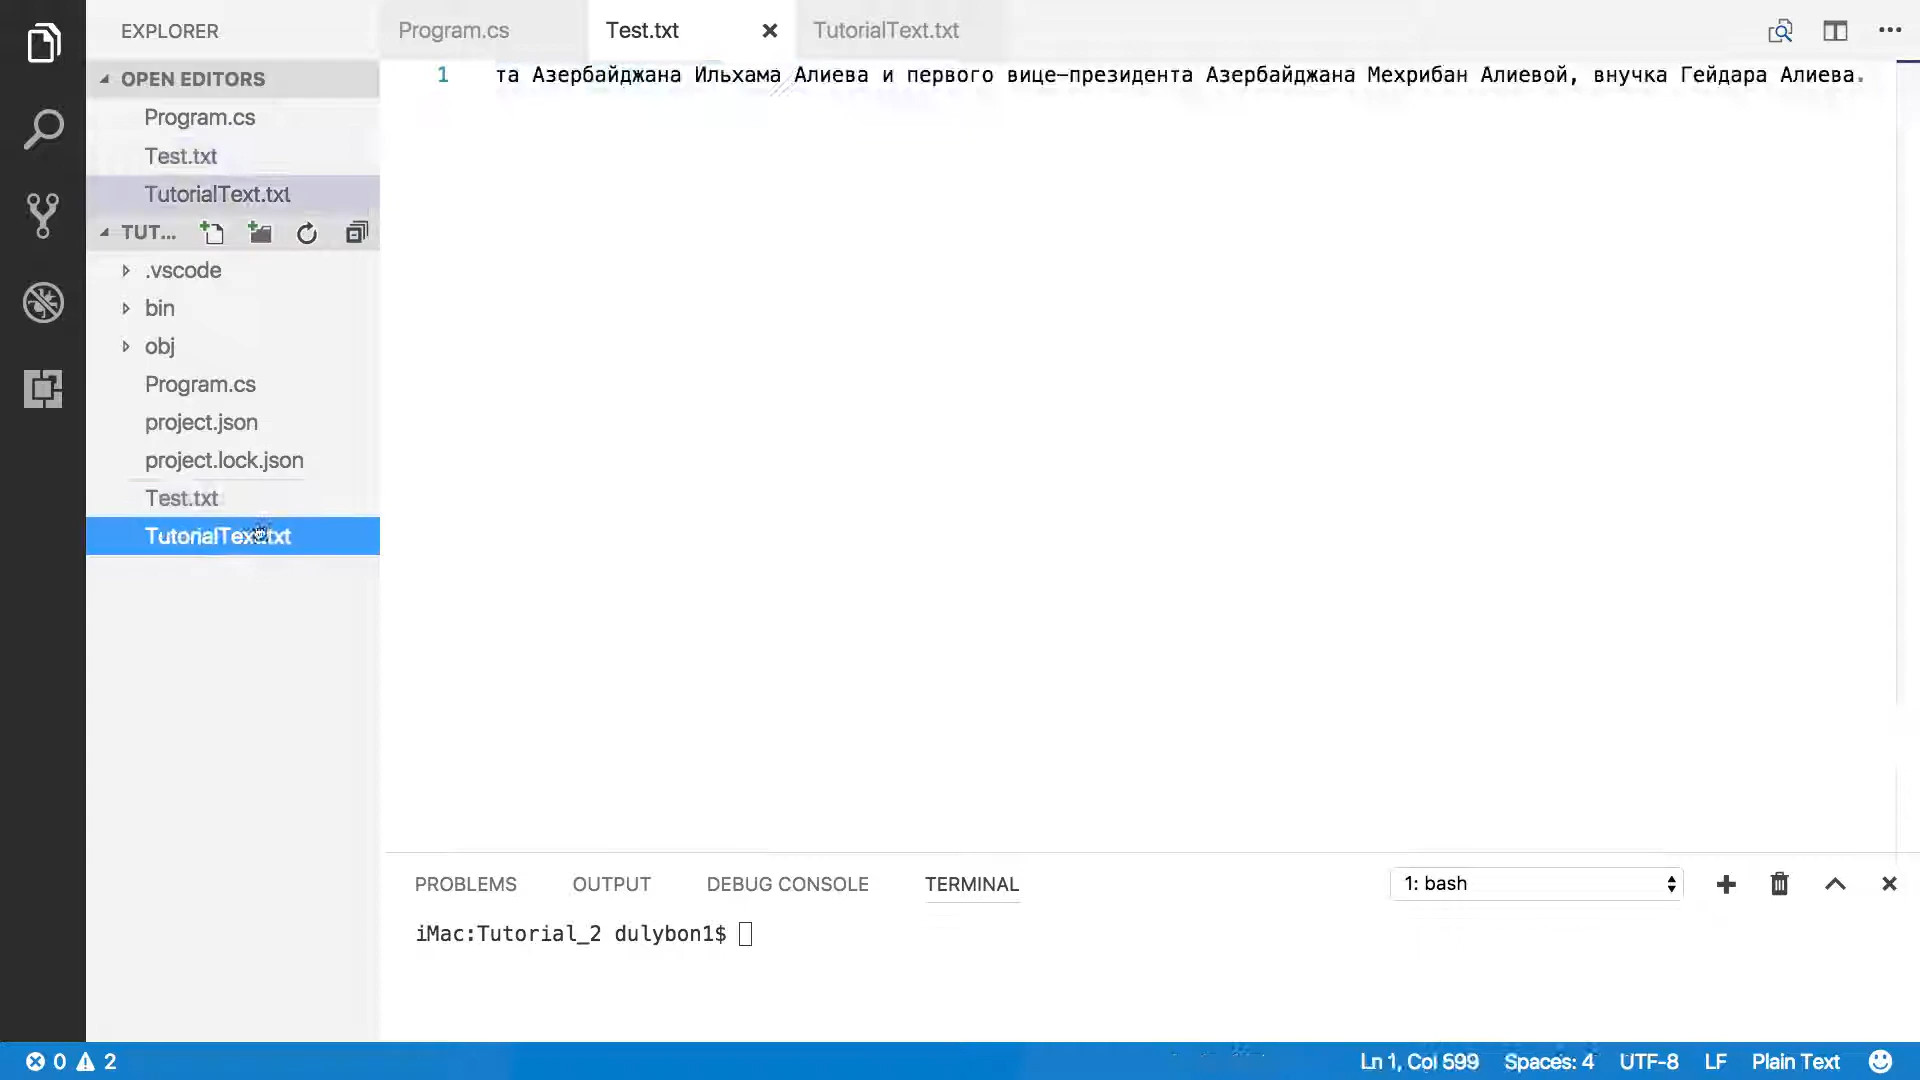 EXPLORER
OPEN EDITORS
Program.cs
Test.txt
TutorialText.txt
TUT...
.vscode
bin
obj
Program.cs
project.json
project.lock.json
Test.txt
TutorialText.txt
Program.cs
Test.txt
TutorialText.txt
1 та Азербайджана Ильхама Алиева и первого вице-президента Азербайджана Мехрибан Алиевой, внучка Гейдара Алиева.
PROBLEMS OUTPUT DEBUG CONSOLE TERMINAL 1: bash
iMac:Tutorial_2 dulybon1$
0 2 Ln 1, Col 599 Spaces: 4 UTF-8 LF Plain Text